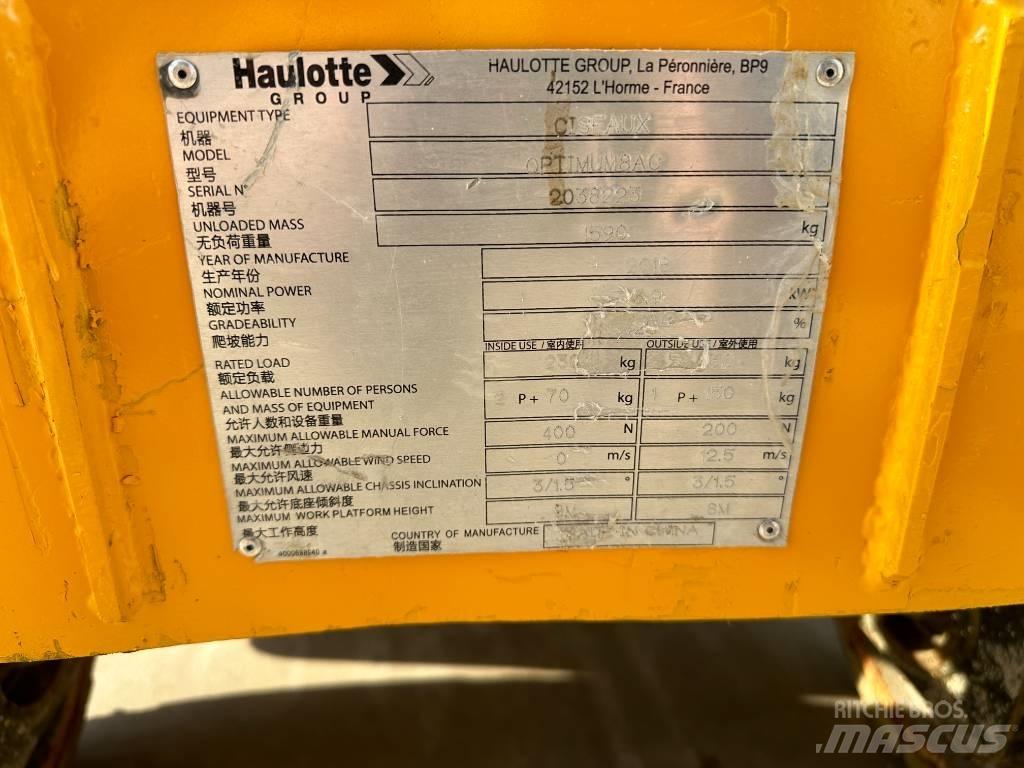 Haulotte
GROUP
HAULOTTE GROUP, La Péronnière, BP9
42152 L'Horme - France
EQUIPMENT TYPE CISEAUX
机器
MODEL OPTIMUM8AC
型号
SERIAL N° 2038223
机器号
UNLOADED MASS 1590 kg
无负荷重量
YEAR OF MANUFACTURE
生产年份
NOMINAL POWER kW
额定功率
GRADEABILITY %
爬坡能力
INSIDE USE / 室内使用 OUTSIDE USE / 室外使用
RATED LOAD 230 kg kg
额定负载
ALLOWABLE NUMBER OF PERSONS
AND MASS OF EQUIPMENT 2 P + 70 kg 1 P + kg
允许人数和设备重量
MAXIMUM ALLOWABLE MANUAL FORCE 400 N 200 N
最大允许侧边力
MAXIMUM ALLOWABLE WIND SPEED 0 m/s 12.5 m/s
最大允许风速
MAXIMUM ALLOWABLE CHASSIS INCLINATION 3/1.5 ° 3/1.5 °
最大允许底座倾斜度
MAXIMUM WORK PLATFORM HEIGHT 8M
最大工作高度
COUNTRY OF MANUFACTURE MADE IN CHINA
制造国家
RITCHIE BROS.
MASCUS